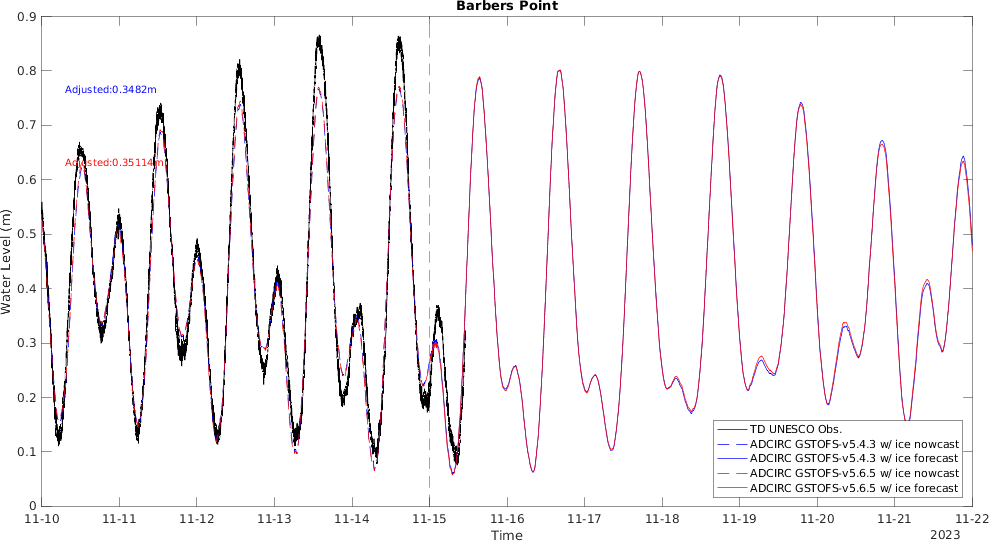 Barbers Point
0.9
0.8
0.7
0.6
0.5
0.4
0.3
0.2
0.1
0
Water Level (m)
Adjusted:0.3482m
Adjusted:0.35114m
TD UNESCO Obs.
ADCIRC GSTOFS-v5.4.3 w/ ice nowcast
ADCIRC GSTOFS-v5.4.3 w/ ice forecast
ADCIRC GSTOFS-v5.6.5 w/ ice nowcast
ADCIRC GSTOFS-v5.6.5 w/ ice forecast
11-10 11-11 11-12 11-13 11-14 11-15 11-16 11-17 11-18 11-19 11-20 11-21 11-22
Time
2023